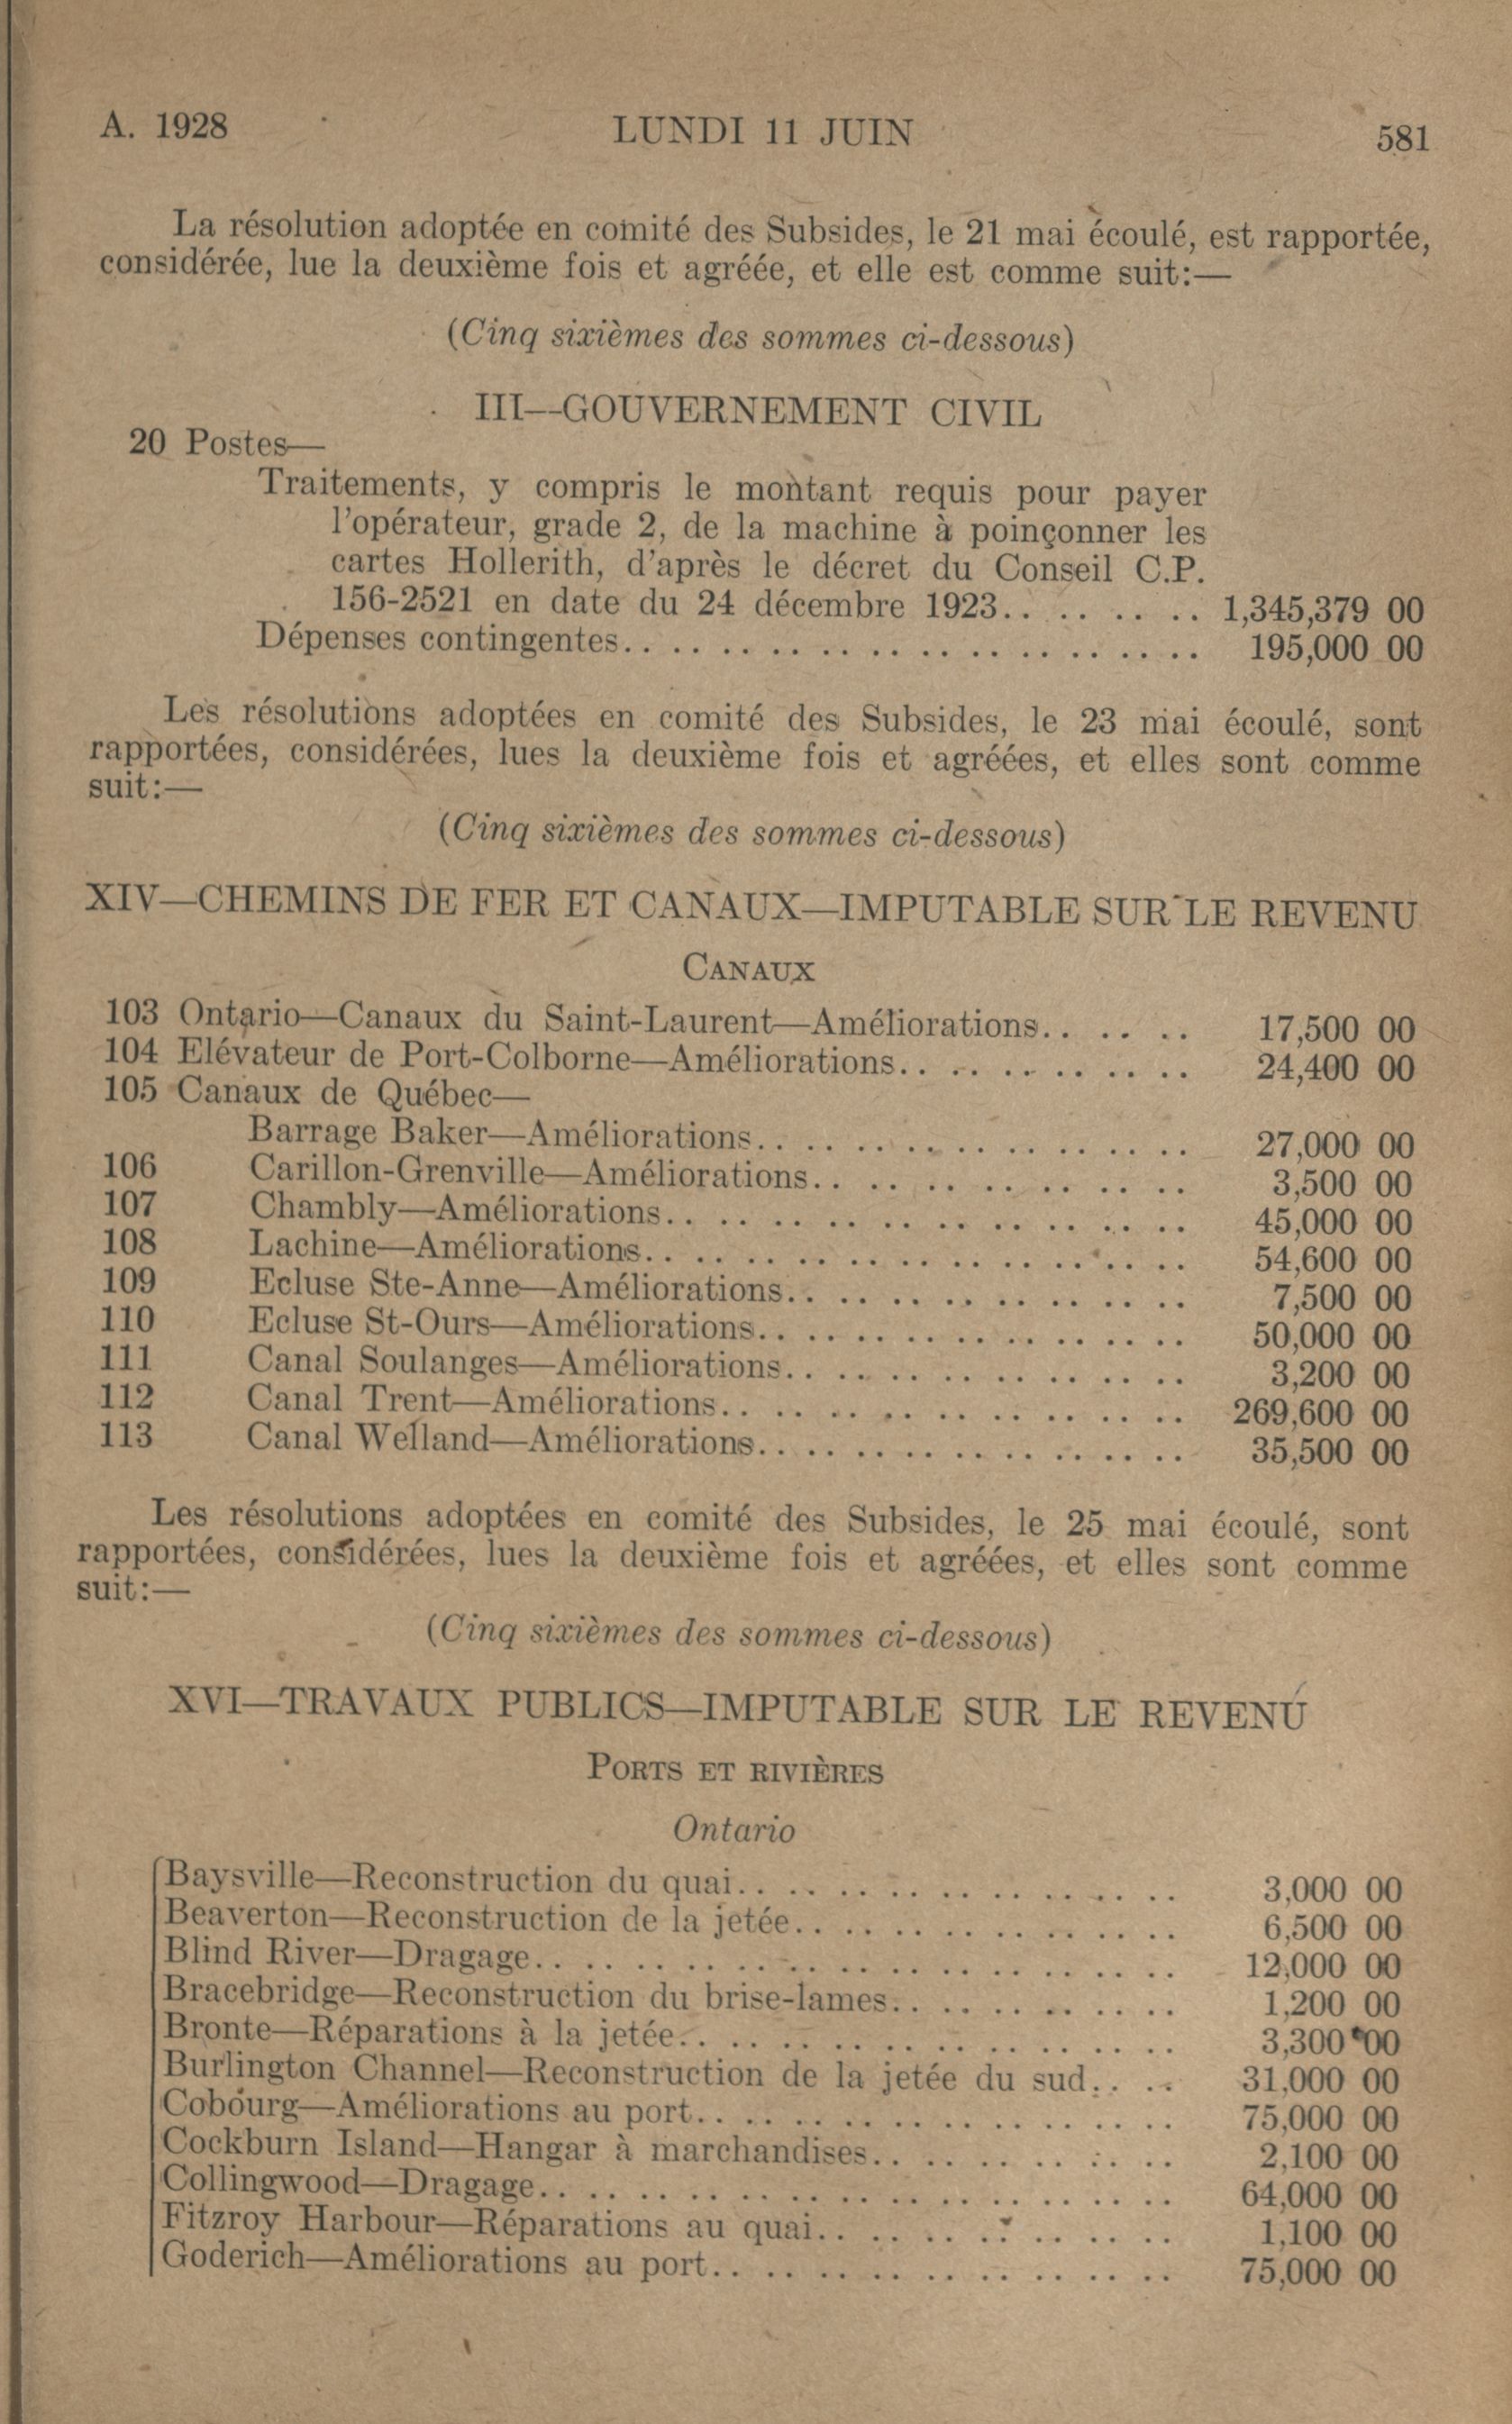 A. 1928 LUNDI 11 JUIN 581
La résolution adoptée en comité des Subsides, le 21 mai écoulé, est rapportée,
considérée, lue la deuxième fois et agréée, et elle est comme suit:—
(Cinq sixièmes des sommes ci-dessous)
III—GOUVERNEMENT CIVIL
20 Postes—
Traitements, y compris le montant requis pour payer
l'opérateur, grade 2, de la machine à poinçonner les
cartes Hollerith, d'après le décret du Conseil C.P.
156-2521 en date du 24 décembre 1923.. .. .. .. 1,345,379 00
Dépenses contingentes.. .. .. .. .. .. .. .. .. .. .. .. 195,000 00
Les résolutions adoptées en comité des Subsides, le 23 mai écoulé, sont
rapportées, considérées, lues la deuxième fois et agréées, et elles sont comme
suit:—
(Cinq sixièmes des sommes ci-dessous)
XIV—CHEMINS DE FER ET CANAUX—IMPUTABLE SUR LE REVENU
CANAUX
103 Ontario—Canaux du Saint-Laurent—Améliorations.. .. .. 17,500 00
104 Elévateur de Port-Colborne—Améliorations.. .. .. .. .. .. 24,400 00
105 Canaux de Québec—
Barrage Baker—Améliorations.. .. .. .. .. .. .. .. .. 27,000 00
106 Carillon-Grenville—Améliorations.. .. .. .. .. .. .. 3,500 00
107 Chambly—Améliorations.. .. .. .. .. .. .. .. .. .. 45,000 00
108 Lachine—Améliorations.. .. .. .. .. .. .. .. .. .. .. 54,600 00
109 Ecluse Ste-Anne—Améliorations.. .. .. .. .. .. .. .. 7,500 00
110 Ecluse St-Ours—Améliorations.. .. .. .. .. .. .. .. .. 50,000 00
111 Canal Soulanges—Améliorations.. .. .. .. .. .. .. .. 3,200 00
112 Canal Trent—Améliorations.. .. .. .. .. .. .. .. .. 269,600 00
113 Canal Welland—Améliorations.. .. .. .. .. .. .. .. .. 35,500 00
Les résolutions adoptées en comité des Subsides, le 25 mai écoulé, sont
rapportées, considérées, lues la deuxième fois et agréées, et elles sont comme
suit:—
(Cinq sixièmes des sommes ci-dessous)
XVI—TRAVAUX PUBLICS—IMPUTABLE SUR LE REVENU
PORTS ET RIVIÈRES
Ontario
Baysville—Reconstruction du quai.. .. .. .. .. .. .. .. .. 3,000 00
Beaverton—Reconstruction de la jetée.. .. .. .. .. .. .. .. 6,500 00
Blind River—Dragage.. .. .. .. .. .. .. .. .. .. .. .. .. 12,000 00
Bracebridge—Reconstruction du brise-lames.. .. .. .. .. .. 1,200 00
Bronte—Réparations à la jetée.. .. .. .. .. .. .. .. .. .. 3,300 00
Burlington Channel—Reconstruction de la jetée du sud.. .. 31,000 00
Cobourg—Améliorations au port.. .. .. .. .. .. .. .. .. .. 75,000 00
Cockburn Island—Hangar à marchandises.. .. .. .. .. .. .. 2,100 00
Collingwood—Dragage.. .. .. .. .. .. .. .. .. .. .. .. .. 64,000 00
Fitzroy Harbour—Réparations au quai.. .. .. .. .. .. .. 1,100 00
Goderich—Améliorations au port.. .. .. .. .. .. .. .. .. 75,000 00